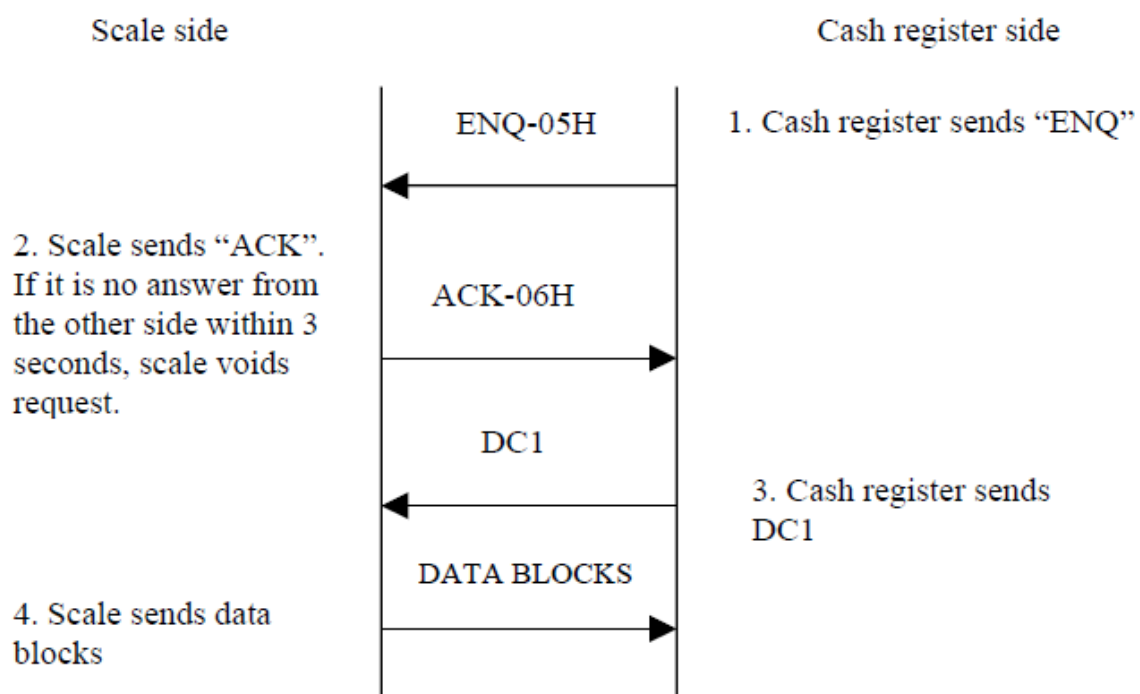 Scale side
Cash register side
ENQ-05H
1. Cash register sends “ENQ”
2. Scale sends “ACK”.
If it is no answer from
the other side within 3
seconds, scale voids
request.
ACK-06H
DC1
3. Cash register sends
DC1
DATA BLOCKS
4. Scale sends data
blocks